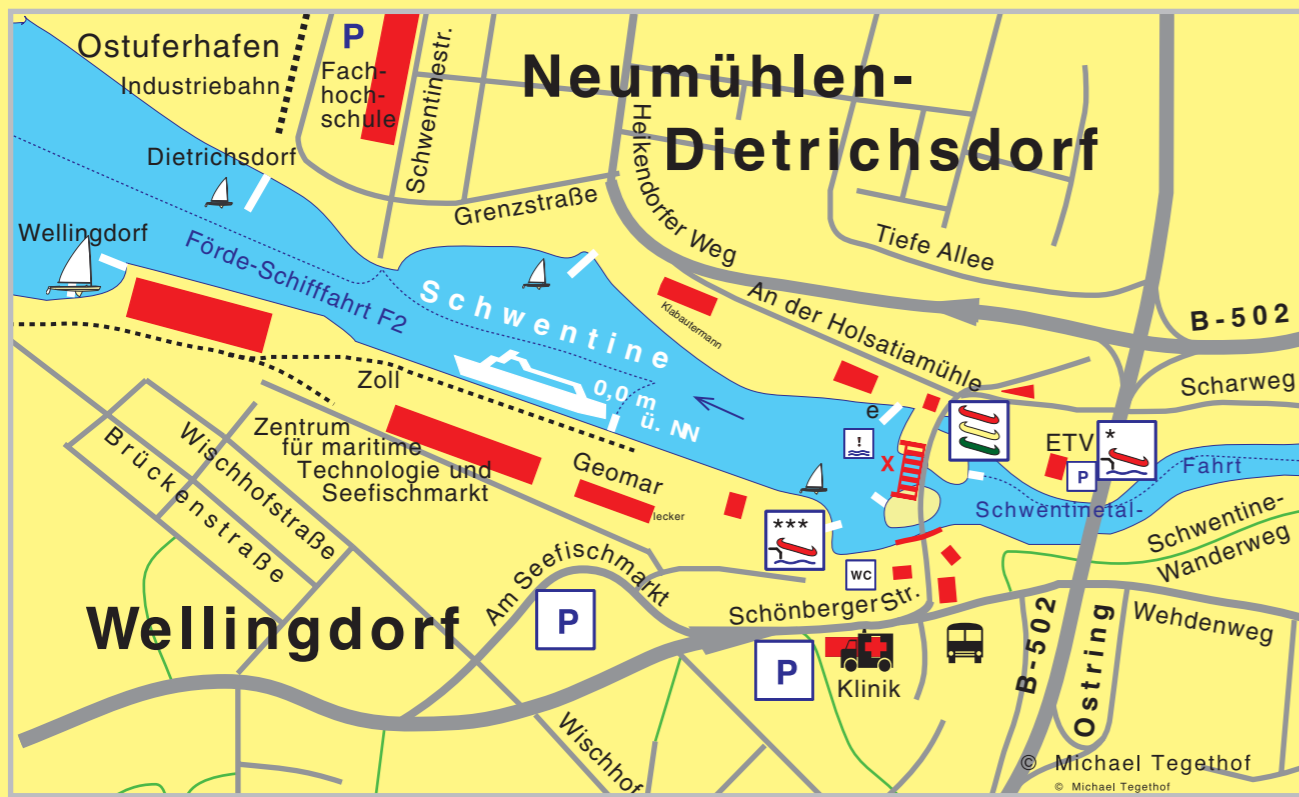 Ostuferhafen
Industriebahn
P
Fach-
hoch-
schule
Schwentinestr.
Neumühlen-
Dietrichsdorf
Heikendorfer Weg
Dietrichsdorf
Grenzstraße
Wellingdorf
Förde-Schifffahrt F2
Schwentine
Tiefe Allee
An der Holsatiamühle
Klabautermann
B-502
Scharweg
0,0 m
ü. NN
Zoll
e
!
X
ETV
P
*
Fahrt
Schwentinetal-
Schwentine-
Wanderweg
Zentrum
für maritime
Technologie und
Seefischmarkt
Geomar
lecker
Wischhofstraße
Brückenstraße
***
WC
Am Seefischmarkt
Schönberger Str.
Wellingdorf
P
P
Klinik
B-502
Ostring
Wehdenweg
Wischhof
© Michael Tegethof
© Michael Tegethof